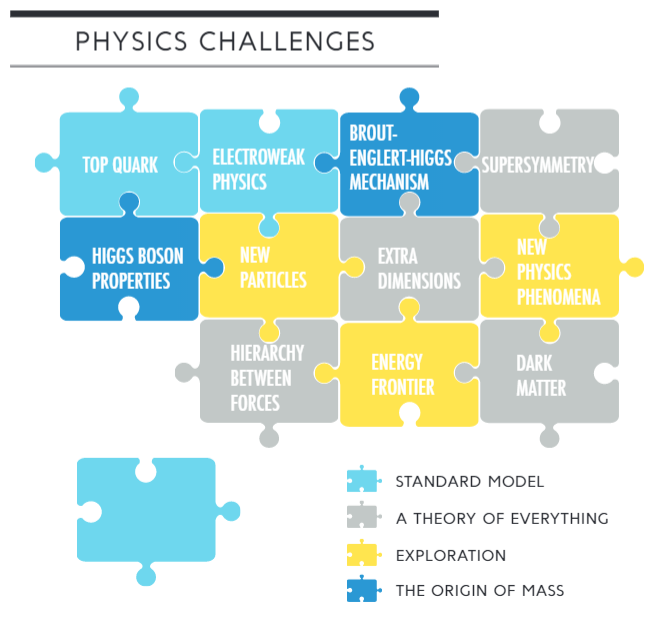 PHYSICS CHALLENGES
TOP QUARK
ELECTROWEAK
PHYSICS
BROUT-
ENGLERT-HIGGS
MECHANISM
SUPERSYMMETRY
HIGGS BOSON
PROPERTIES
NEW
PARTICLES
EXTRA
DIMENSIONS
NEW
PHYSICS
PHENOMENA
HIERARCHY
BETWEEN
FORCES
ENERGY
FRONTIER
DARK
MATTER
STANDARD MODEL
A THEORY OF EVERYTHING
EXPLORATION
THE ORIGIN OF MASS